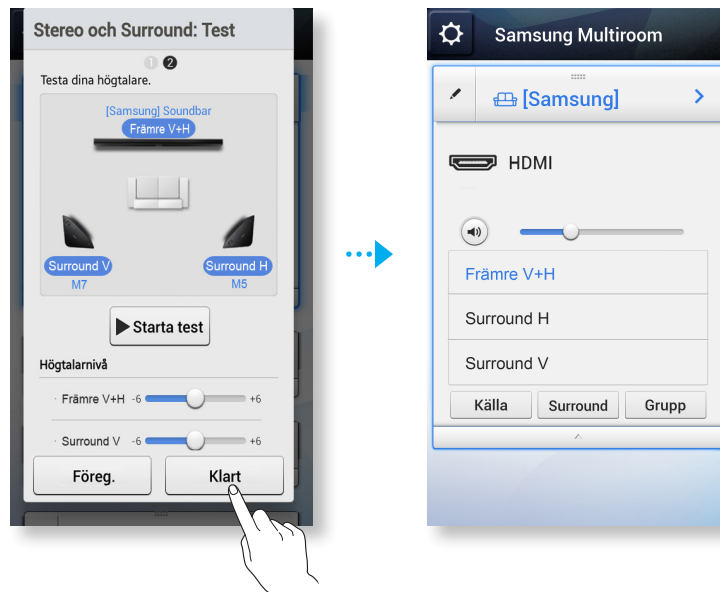 Stereo och Surround: Test
1 2
Testa dina högtalare.
[Samsung] Soundbar
Främre V+H
Surround V
Surround H
M7
M5
Starta test
Högtalarnivå
· Främre V+H -6 +6
· Surround V -6 +6
Föreg.
Klart
Samsung Multiroom
[Samsung]
HDMI
Främre V+H
Surround H
Surround V
Källa
Surround
Grupp